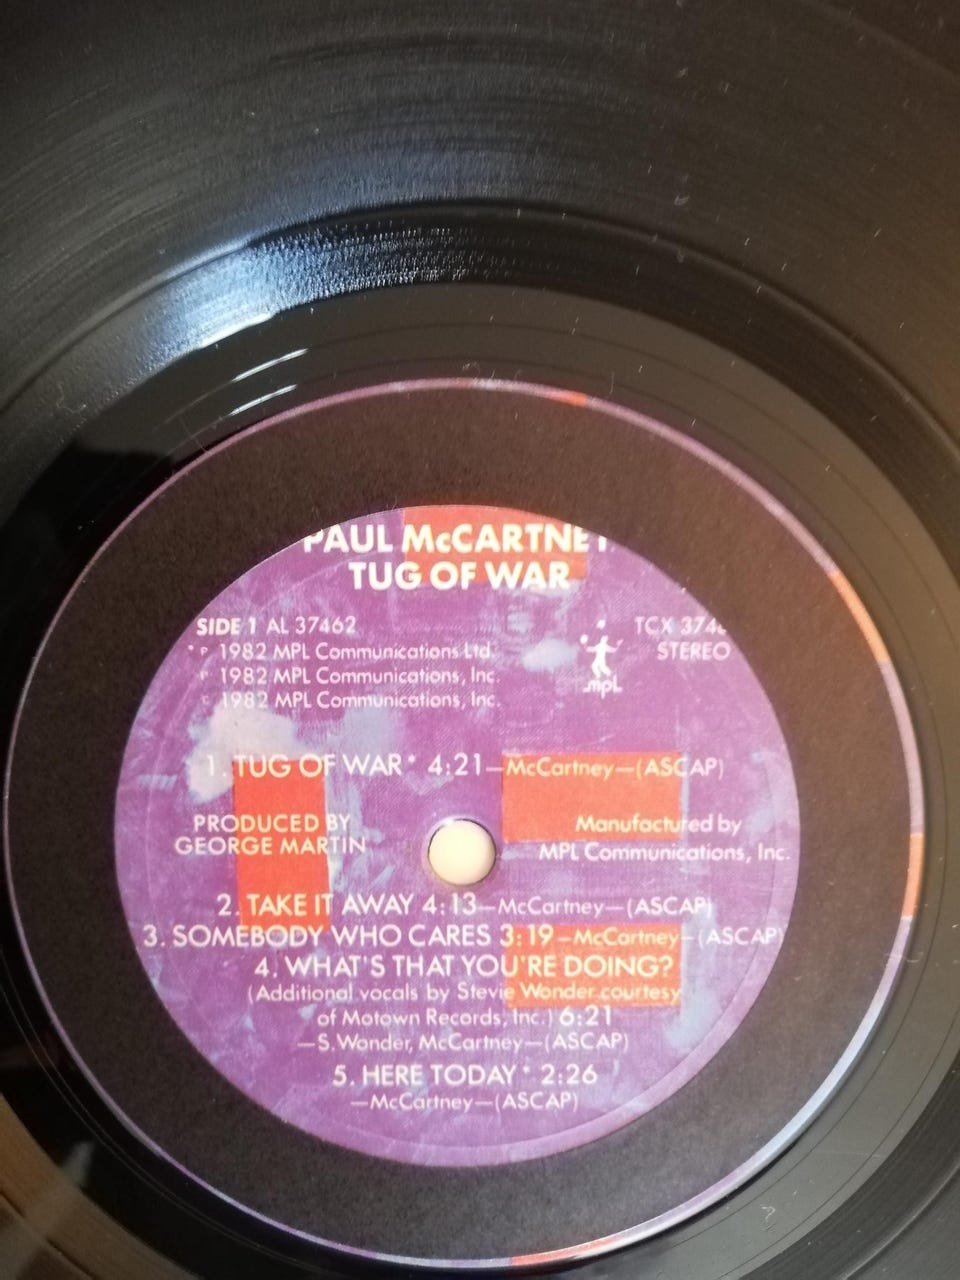 PAUL McCARTNEY
TUG OF WAR
SIDE 1 AL 37462
TCX 374
* ℗ 1982 MPL Communications Ltd.
STEREO
℗ 1982 MPL Communications, Inc.
© 1982 MPL Communications, Inc.
mpl
1. TUG OF WAR* 4:21—McCartney—(ASCAP)
PRODUCED BY
GEORGE MARTIN
Manufactured by
MPL Communications, Inc.
2. TAKE IT AWAY 4:13—McCartney—(ASCAP)
3. SOMEBODY WHO CARES 3:19—McCartney—(ASCAP)
4. WHAT'S THAT YOU'RE DOING?
(Additional vocals by Stevie Wonder courtesy
of Motown Records, Inc.) 6:21
—S.Wonder, McCartney—(ASCAP)
5. HERE TODAY* 2:26
—McCartney—(ASCAP)